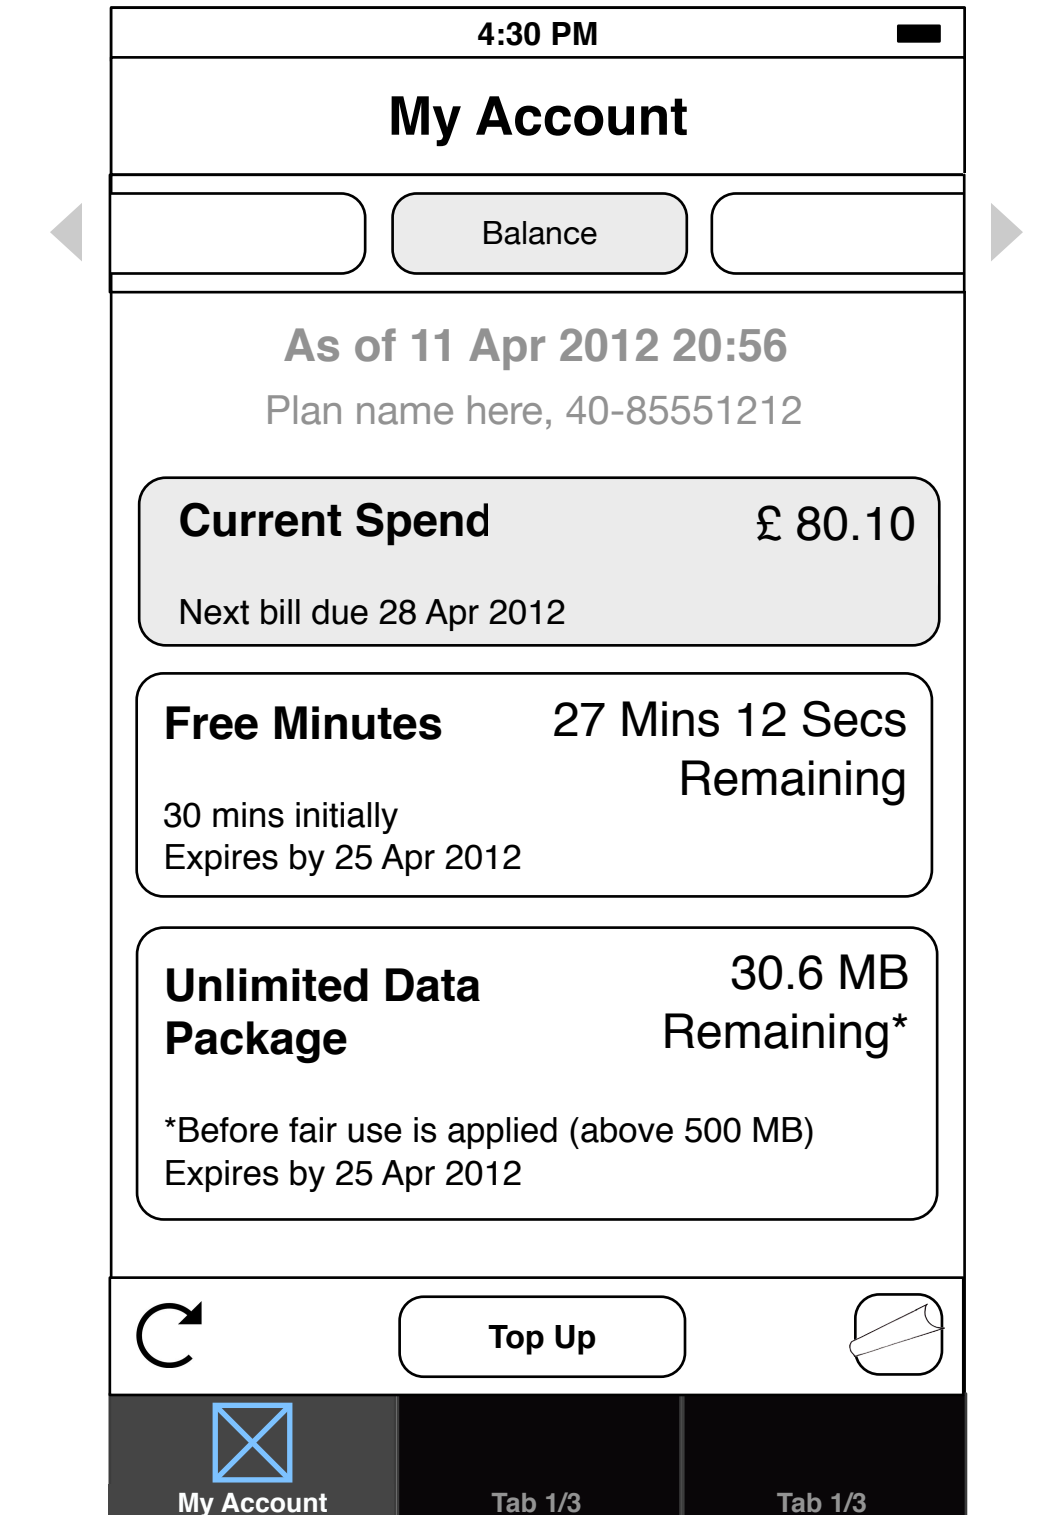 4:30 PM
My Account
Balance
As of 11 Apr 2012 20:56
Plan name here, 40-85551212
Current Spend
£ 80.10
Next bill due 28 Apr 2012
Free Minutes
27 Mins 12 Secs
Remaining
30 mins initially
Expires by 25 Apr 2012
Unlimited Data
Package
30.6 MB
Remaining*
*Before fair use is applied (above 500 MB)
Expires by 25 Apr 2012
Top Up
My Account
Tab 1/3
Tab 1/3